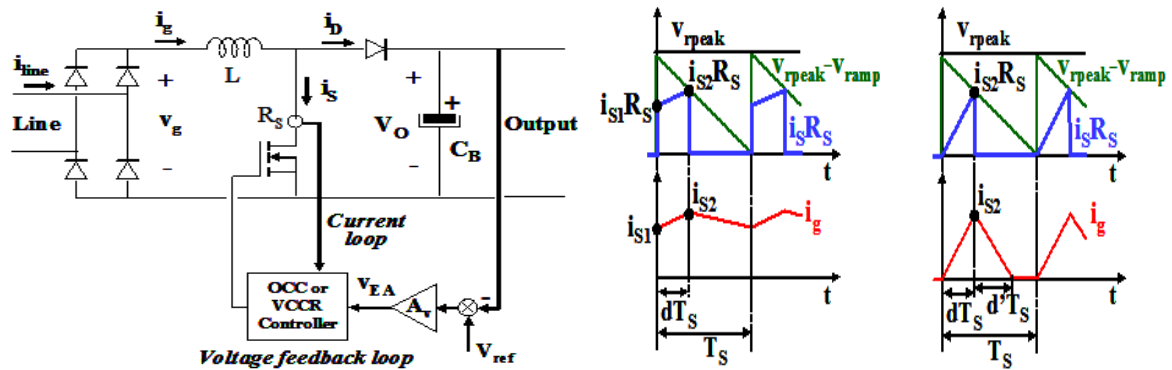 i_g
i_D
i_line
+
L
i_S
+
+
Line
v_g
R_S
V_O
Output
-
-
C_B
Current
loop
OCC or
VCCR
Controller
v_EA
A_v
-
Voltage feedback loop
V_ref
v_rpeak
v_rpeak-v_ramp
i_S2R_S
i_S1R_S
i_SR_S
t
i_S2
i_S1
i_g
t
dT_S
T_S
v_rpeak
v_rpeak-v_ramp
i_S2R_S
i_SR_S
t
i_S2
i_g
t
dT_S
d'T_S
T_S